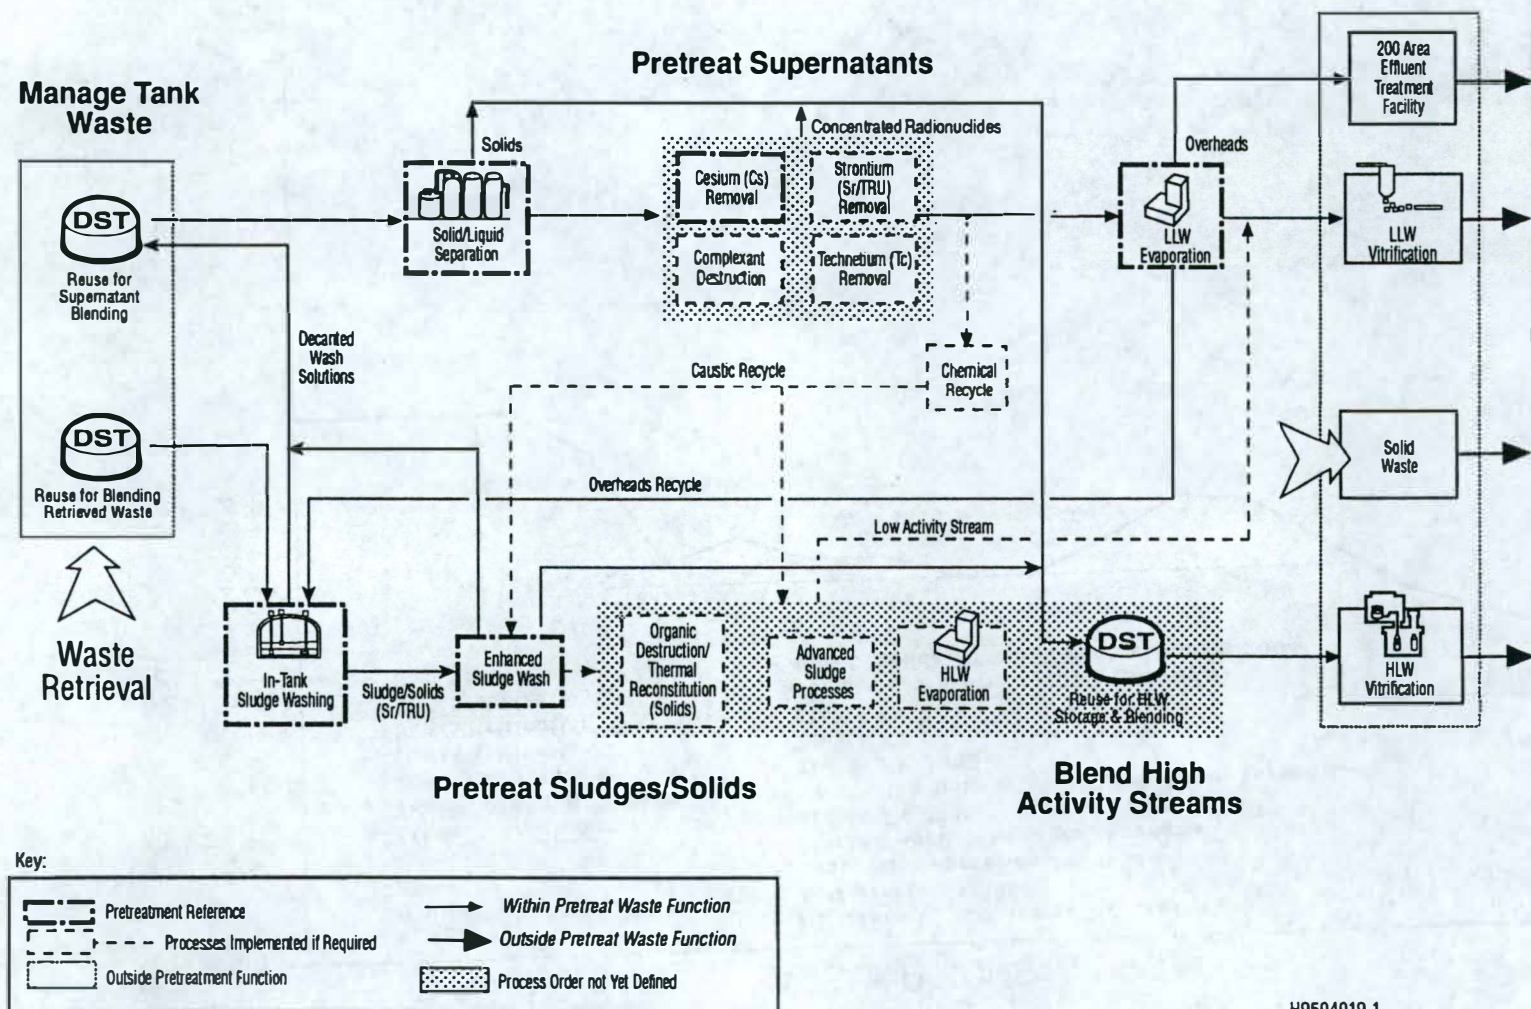 Pretreat Supernatants
Manage Tank
Waste
DST
Reuse for
Supernatant
Blending
DST
Reuse for Blending
Retrieved Waste
Waste
Retrieval
Decanted
Wash
Solutions
Solids
Solid/Liquid
Separation
Concentrated Radionuclides
Cesium (Cs)
Removal
Strontium
(Sr/TRU)
Removal
Complexant
Destruction
Technetium (Tc)
Removal
Chemical
Recycle
Caustic Recycle
Overheads
LLW
Evaporation
Overheads Recycle
Low Activity Stream
200 Area
Effluent
Treatment
Facility
LLW
Vitrification
Solid
Waste
HLW
Vitrification
In-Tank
Sludge Washing
Sludge/Solids
(Sr/TRU)
Enhanced
Sludge Wash
Organic
Destruction/
Thermal
Reconstitution
(Solids)
Advanced
Sludge
Processes
HLW
Evaporation
DST
Reuse for HLW
Storage & Blending
Pretreat Sludges/Solids
Blend High
Activity Streams
Key:
Pretreatment Reference
Processes Implemented if Required
Outside Pretreatment Function
Within Pretreat Waste Function
Outside Pretreat Waste Function
Process Order not Yet Defined
H9504019.1